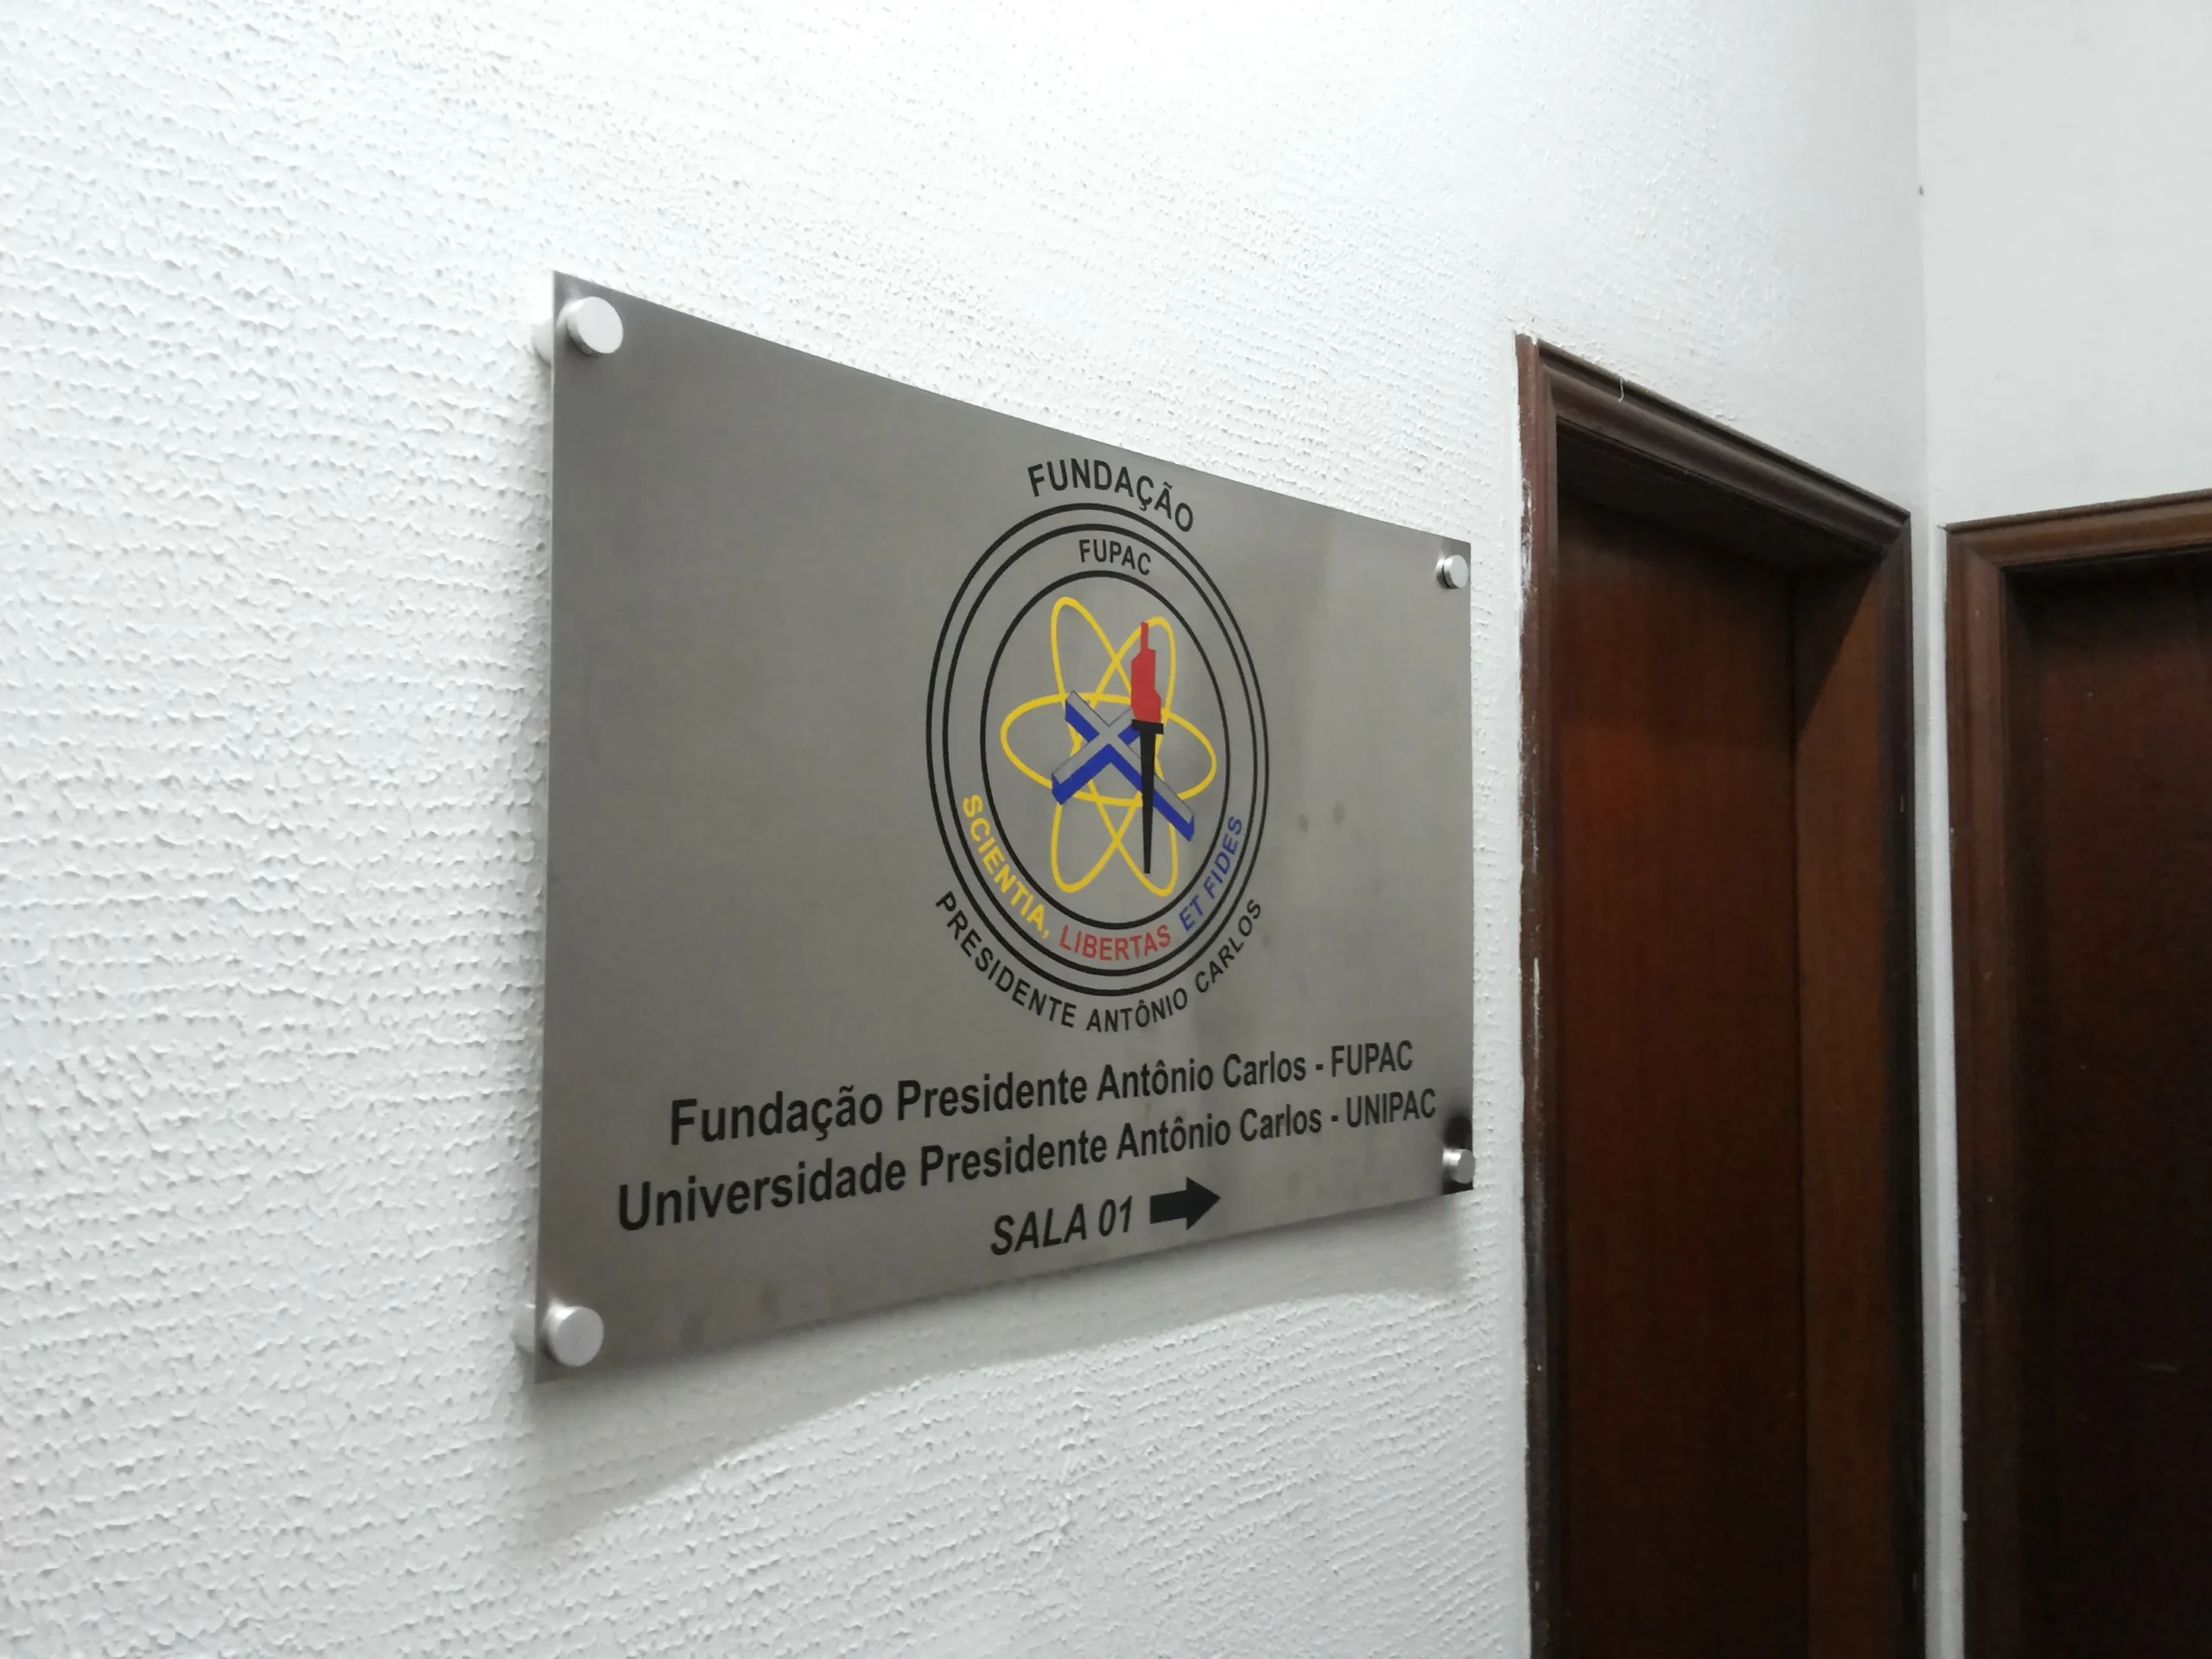 FUNDAÇÃO
FUPAC
SCIENTIA, LIBERTAS ET FIDES
PRESIDENTE ANTÔNIO CARLOS
Fundação Presidente Antônio Carlos - FUPAC
Universidade Presidente Antônio Carlos - UNIPAC
SALA 01